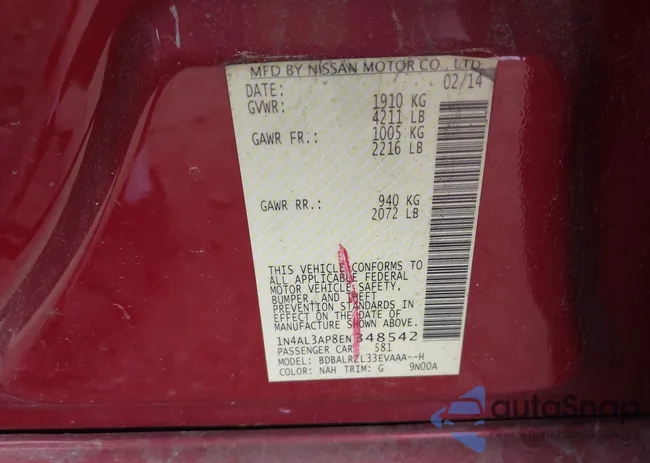 MFD BY NISSAN MOTOR CO., LTD
DATE: 02/14
GVWR: 1910 KG
4211 LB
GAWR FR.: 1005 KG
2216 LB
GAWR RR.: 940 KG
2072 LB
THIS VEHICLE CONFORMS TO
ALL APPLICABLE FEDERAL
MOTOR VEHICLE SAFETY,
BUMPER, AND THEFT
PREVENTION STANDARDS IN
EFFECT ON THE DATE OF
MANUFACTURE SHOWN ABOVE.
1N4AL3AP8EN348542
PASSENGER CAR 581
MODEL: BDBALRZL33EVAAA--H
COLOR: NAH TRIM: G 9N00A
autoSnap